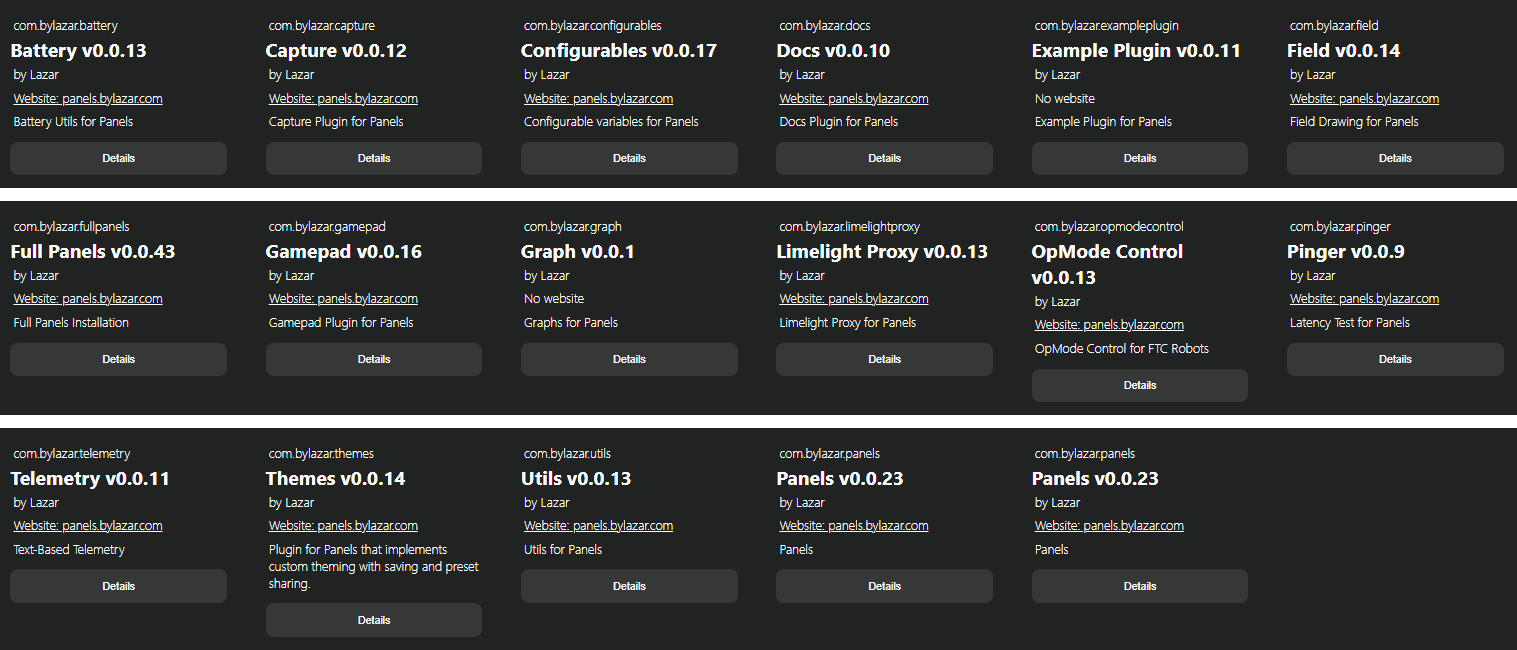 com.bylazar.battery
Battery v0.0.13
by Lazar
Website: panels.bylazar.com
Battery Utils for Panels
Details
com.bylazar.capture
Capture v0.0.12
by Lazar
Website: panels.bylazar.com
Capture Plugin for Panels
Details
com.bylazar.configurables
Configurables v0.0.17
by Lazar
Website: panels.bylazar.com
Configurable variables for Panels
Details
com.bylazar.docs
Docs v0.0.10
by Lazar
Website: panels.bylazar.com
Docs Plugin for Panels
Details
com.bylazar.exampleplugin
Example Plugin v0.0.11
by Lazar
No website
Example Plugin for Panels
Details
com.bylazar.field
Field v0.0.14
by Lazar
Website: panels.bylazar.com
Field Drawing for Panels
Details
com.bylazar.fullpanels
Full Panels v0.0.43
by Lazar
Website: panels.bylazar.com
Full Panels Installation
Details
com.bylazar.gamepad
Gamepad v0.0.16
by Lazar
Website: panels.bylazar.com
Gamepad Plugin for Panels
Details
com.bylazar.graph
Graph v0.0.1
by Lazar
No website
Graphs for Panels
Details
com.bylazar.limelightproxy
Limelight Proxy v0.0.13
by Lazar
Website: panels.bylazar.com
Limelight Proxy for Panels
Details
com.bylazar.opmodecontrol
OpMode Control
v0.0.13
by Lazar
Website: panels.bylazar.com
OpMode Control for FTC Robots
Details
com.bylazar.pinger
Pinger v0.0.9
by Lazar
Website: panels.bylazar.com
Latency Test for Panels
Details
com.bylazar.telemetry
Telemetry v0.0.11
by Lazar
Website: panels.bylazar.com
Text-Based Telemetry
Details
com.bylazar.themes
Themes v0.0.14
by Lazar
Website: panels.bylazar.com
Plugin for Panels that implements
custom theming with saving and preset
sharing.
Details
com.bylazar.utils
Utils v0.0.13
by Lazar
Website: panels.bylazar.com
Utils for Panels
Details
com.bylazar.panels
Panels v0.0.23
by Lazar
Website: panels.bylazar.com
Panels
Details
com.bylazar.panels
Panels v0.0.23
by Lazar
Website: panels.bylazar.com
Panels
Details